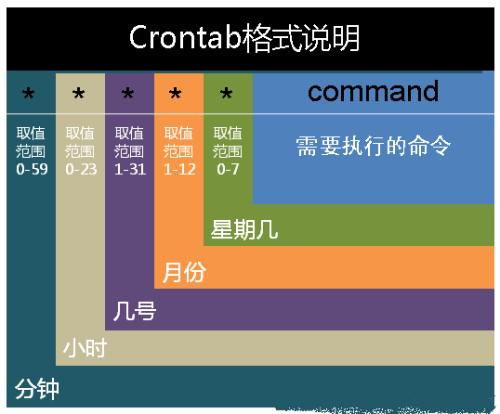 Crontab格式说明
* * * * * command
取值 取值 取值 取值 取值
范围 范围 范围 范围 范围
0-59 0-23 1-31 1-12 0-7
需要执行的命令
星期几
月份
几号
小时
分钟